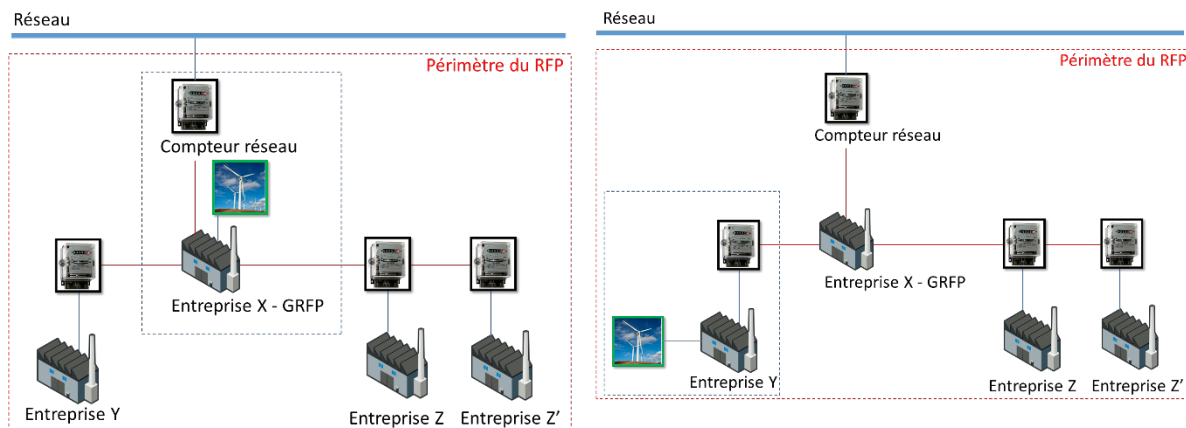 Réseau
Périmètre du RFP
Compteur réseau
Entreprise X - GRFP
Entreprise Y
Entreprise Z
Entreprise Z’
Réseau
Périmètre du RFP
Compteur réseau
Entreprise X - GRFP
Entreprise Y
Entreprise Z
Entreprise Z’